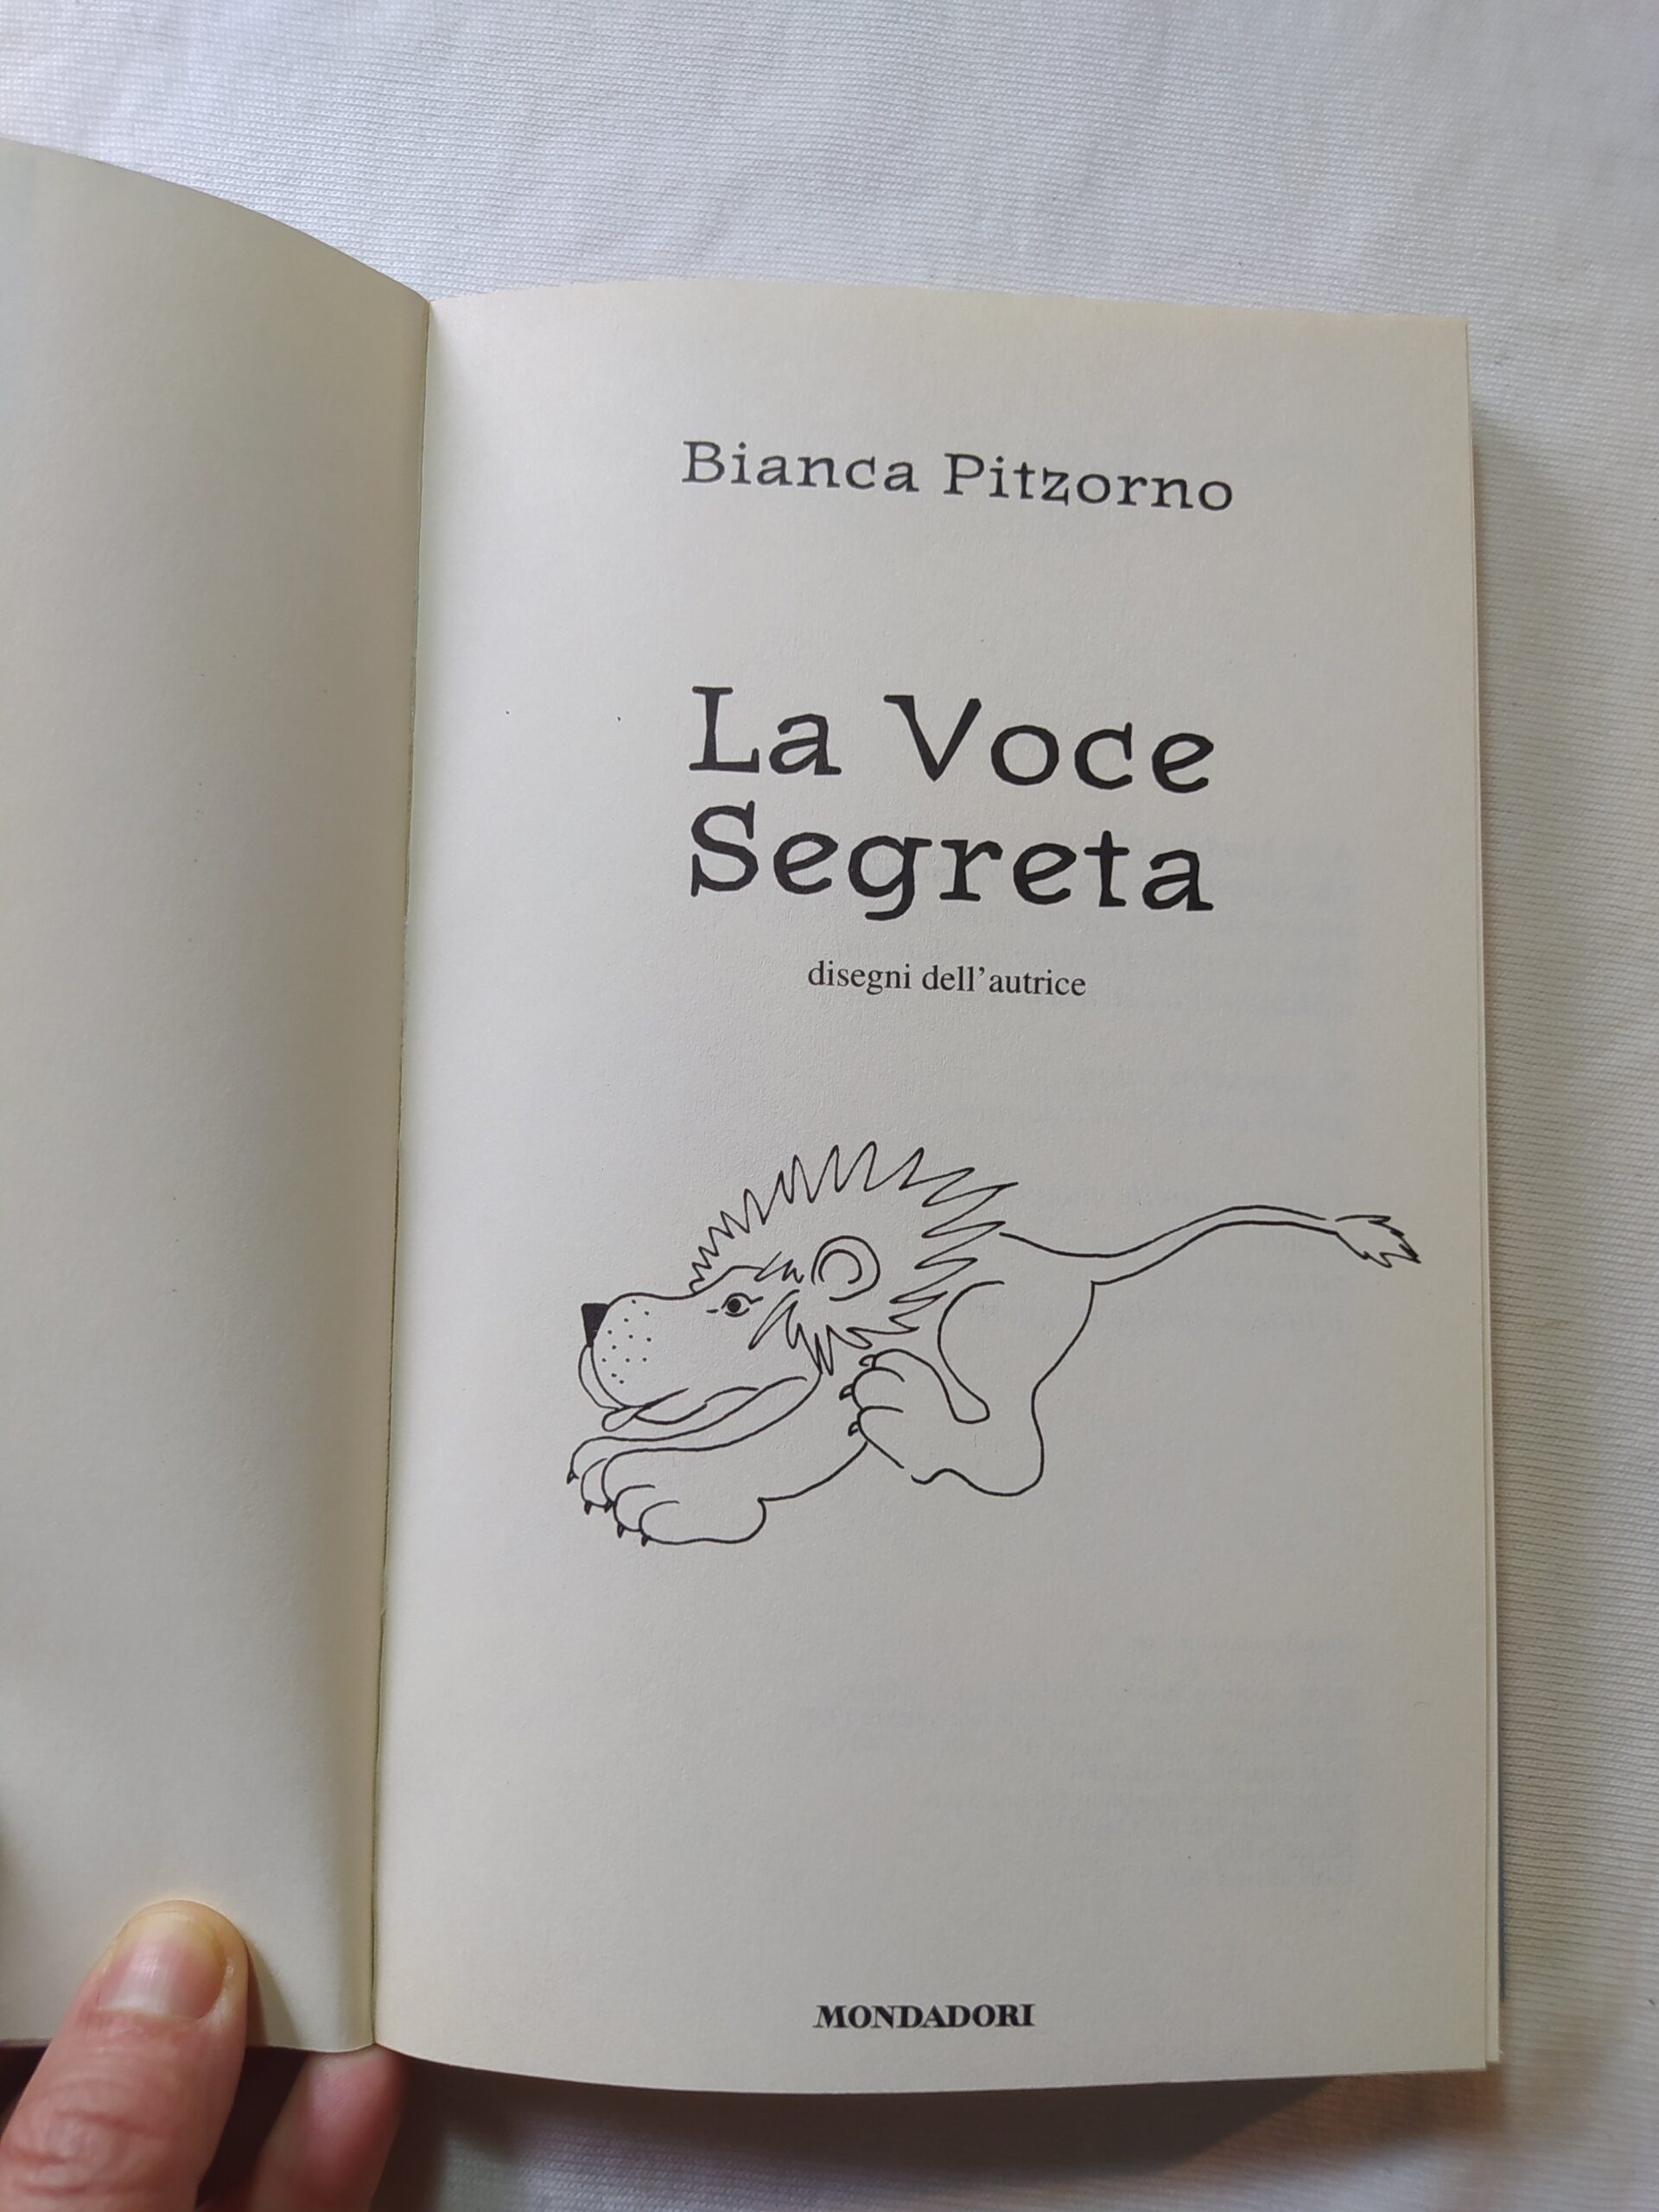 Bianca Pitzorno
La Voce
Segreta
disegni dell'autrice
MONDADORI